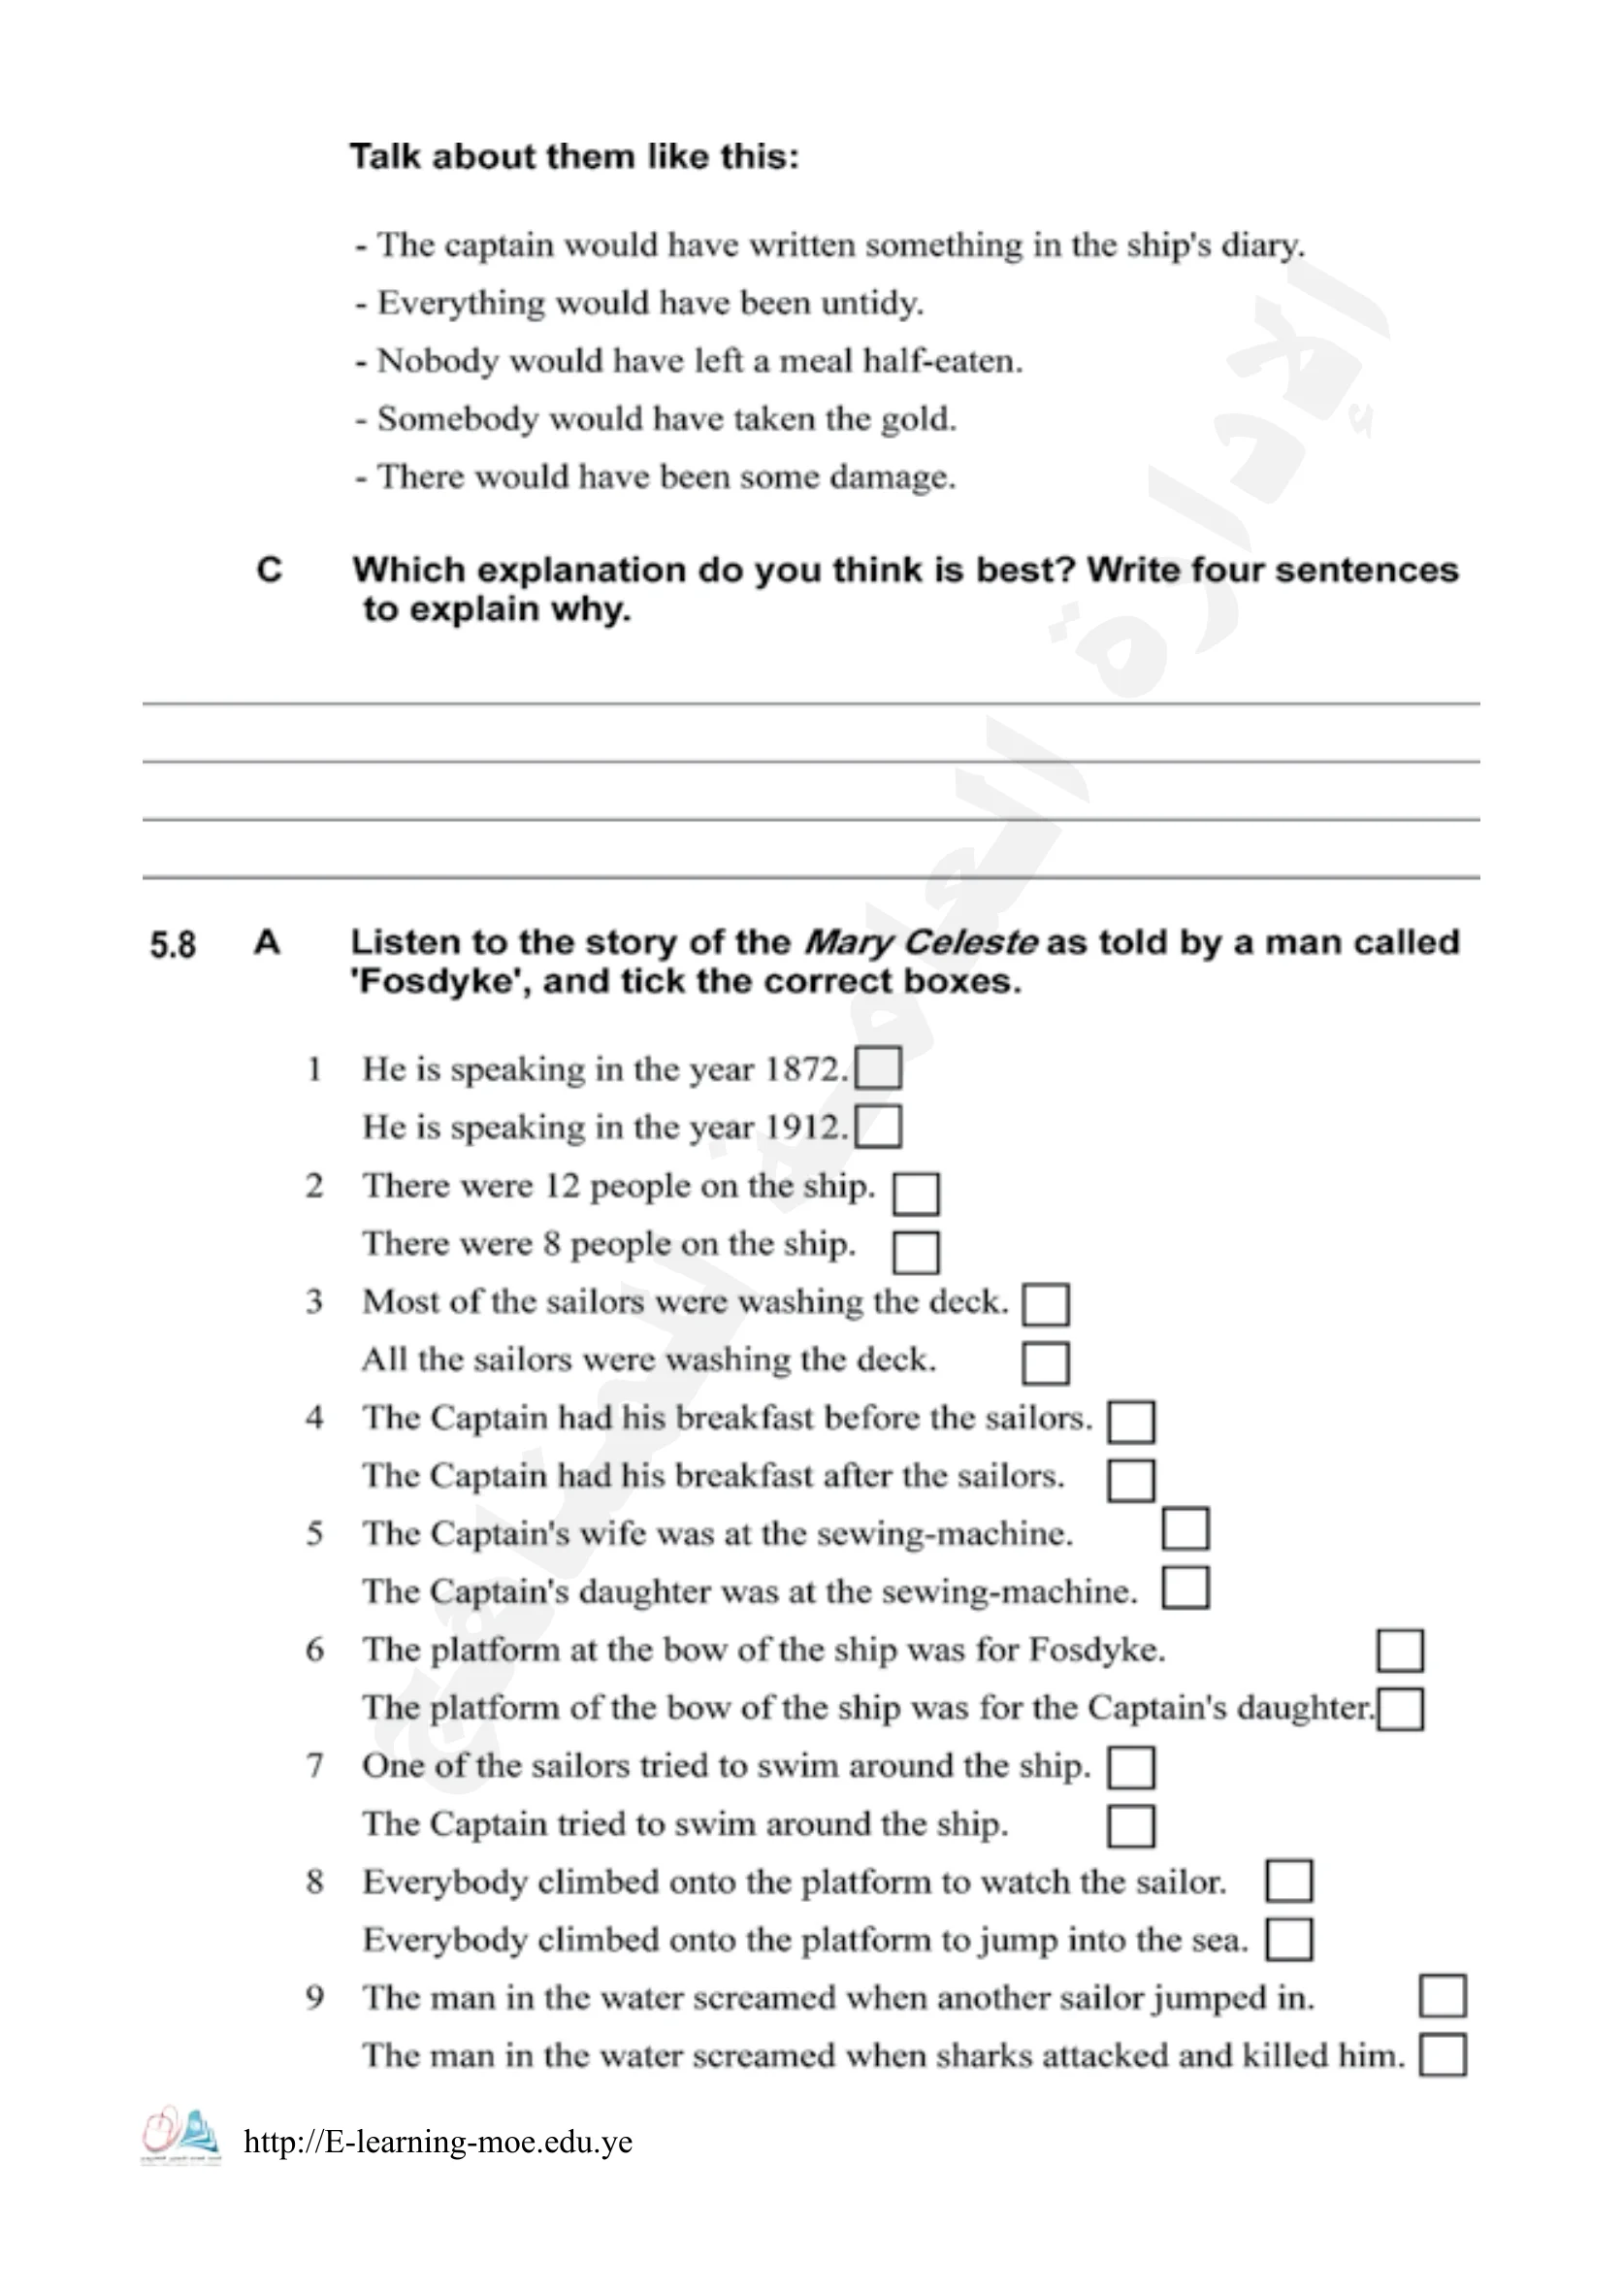 Talk about them like this:
- The captain would have written something in the ship's diary.
- Everything would have been untidy.
- Nobody would have left a meal half-eaten.
- Somebody would have taken the gold.
- There would have been some damage.
C Which explanation do you think is best? Write four sentences
to explain why.
5.8 A Listen to the story of the Mary Celeste as told by a man called
'Fosdyke', and tick the correct boxes.
1 He is speaking in the year 1872.
He is speaking in the year 1912.
2 There were 12 people on the ship.
There were 8 people on the ship.
3 Most of the sailors were washing the deck.
All the sailors were washing the deck.
4 The Captain had his breakfast before the sailors.
The Captain had his breakfast after the sailors.
5 The Captain's wife was at the sewing-machine.
The Captain's daughter was at the sewing-machine.
6 The platform at the bow of the ship was for Fosdyke.
The platform of the bow of the ship was for the Captain's daughter.
7 One of the sailors tried to swim around the ship.
The Captain tried to swim around the ship.
8 Everybody climbed onto the platform to watch the sailor.
Everybody climbed onto the platform to jump into the sea.
9 The man in the water screamed when another sailor jumped in.
The man in the water screamed when sharks attacked and killed him.
http://E-learning-moe.edu.ye
الإدارة العامة للمناهج